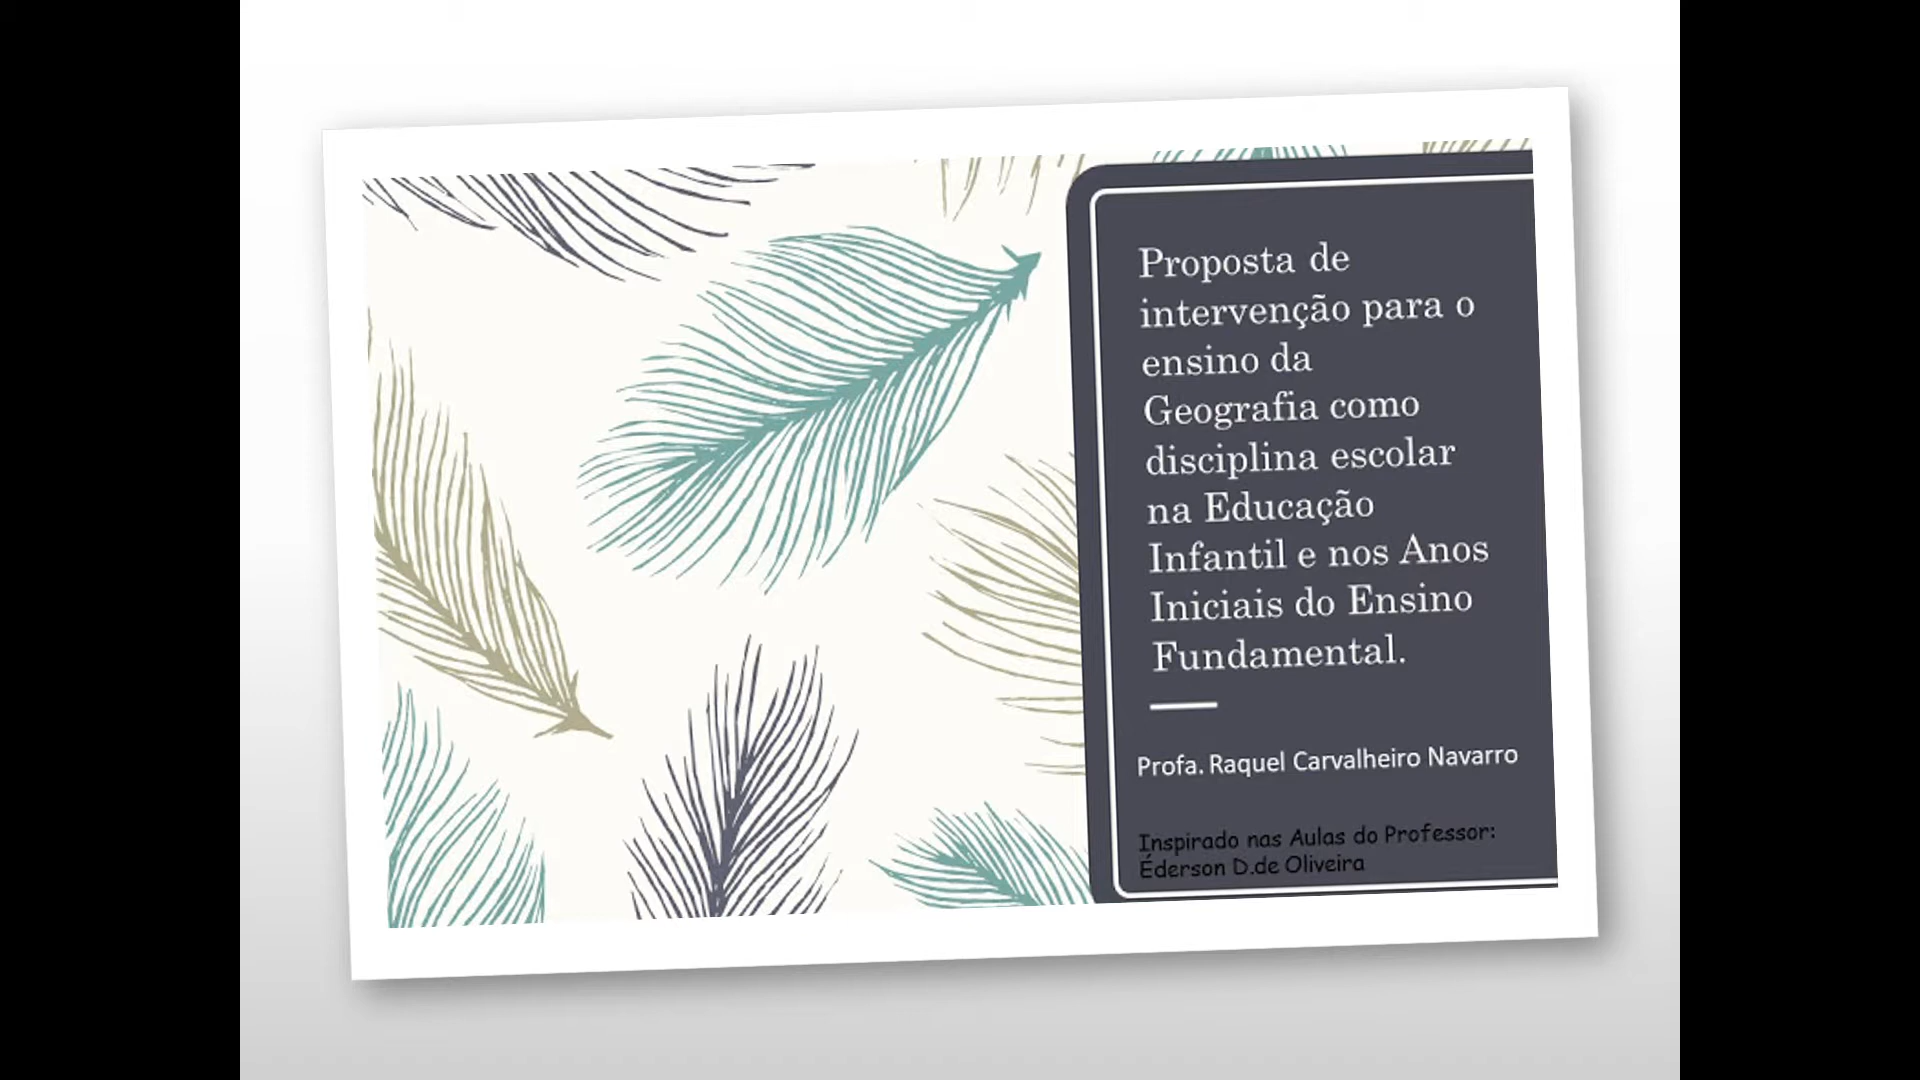 Proposta de
intervenção para o
ensino da
Geografia como
disciplina escolar
na Educação
Infantil e nos Anos
Iniciais do Ensino
Fundamental.
Profa. Raquel Carvalheiro Navarro
Inspirado nas Aulas do Professor:
Éderson D.de Oliveira